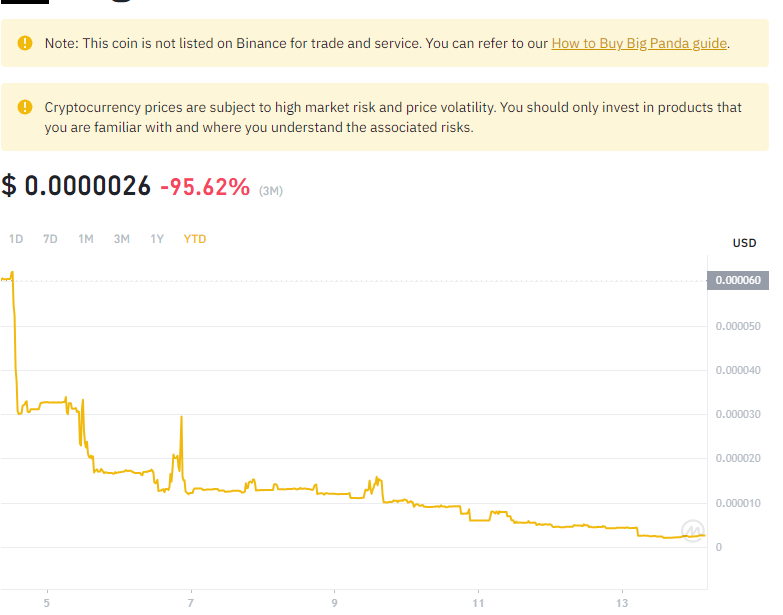 Note: This coin is not listed on Binance for trade and service. You can refer to our How to Buy Big Panda guide.
Cryptocurrency prices are subject to high market risk and price volatility. You should only invest in products that
you are familiar with and where you understand the associated risks.
$ 0.0000026 -95.62% (3M)
1D 7D 1M 3M 1Y YTD
USD
0.000060
0.000050
0.000040
0.000030
0.000020
0.000010
0
5 7 9 11 13